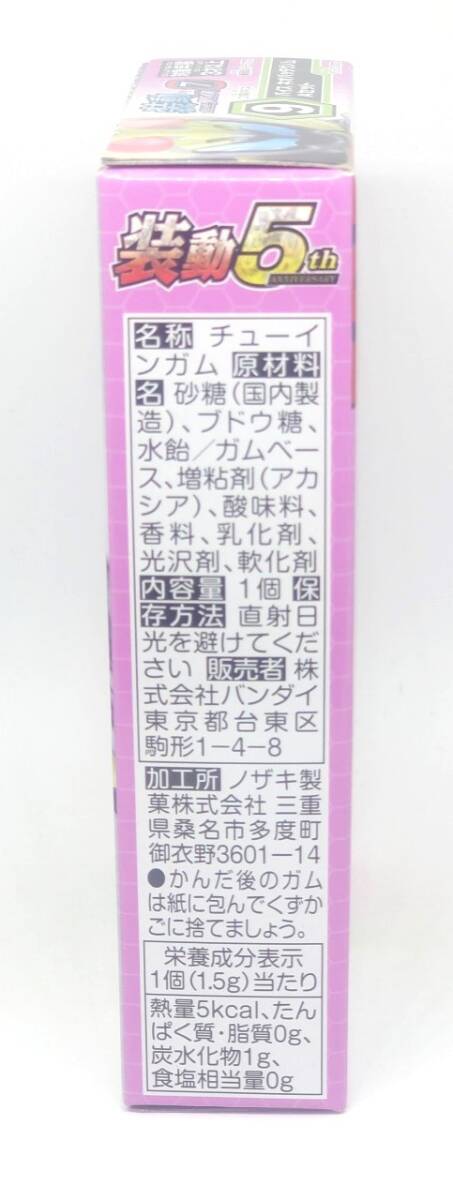 装動5th
ANNIVERSARY
名称 チューイ
ンガム 原材料
名 砂糖(国内製
造)、ブドウ糖、
水飴/ガムベー
ス、増粘剤(アカ
シア)、酸味料、
香料、乳化剤、
光沢剤、軟化剤
内容量 1個 保
存方法 直射日
光を避けてくだ
さい 販売者 株
式会社バンダイ
東京都台東区
駒形1-4-8
加工所 ノザキ製
菓株式会社 三重
県桑名市多度町
御衣野3601-14
●かんだ後のガム
は紙に包んでくずか
ごに捨てましょう。
栄養成分表示
1個(1.5g)当たり
熱量5kcal、たん
ぱく質・脂質0g、
炭水化物1g、
食塩相当量0g